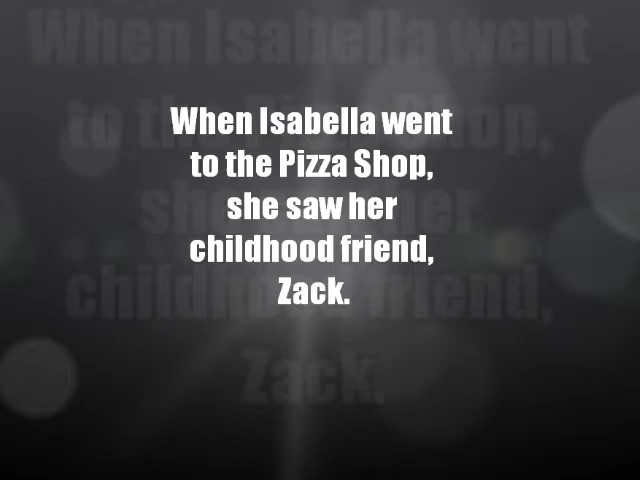 When Isabella went
to the Pizza Shop,
she saw her
childhood friend,
Zack.